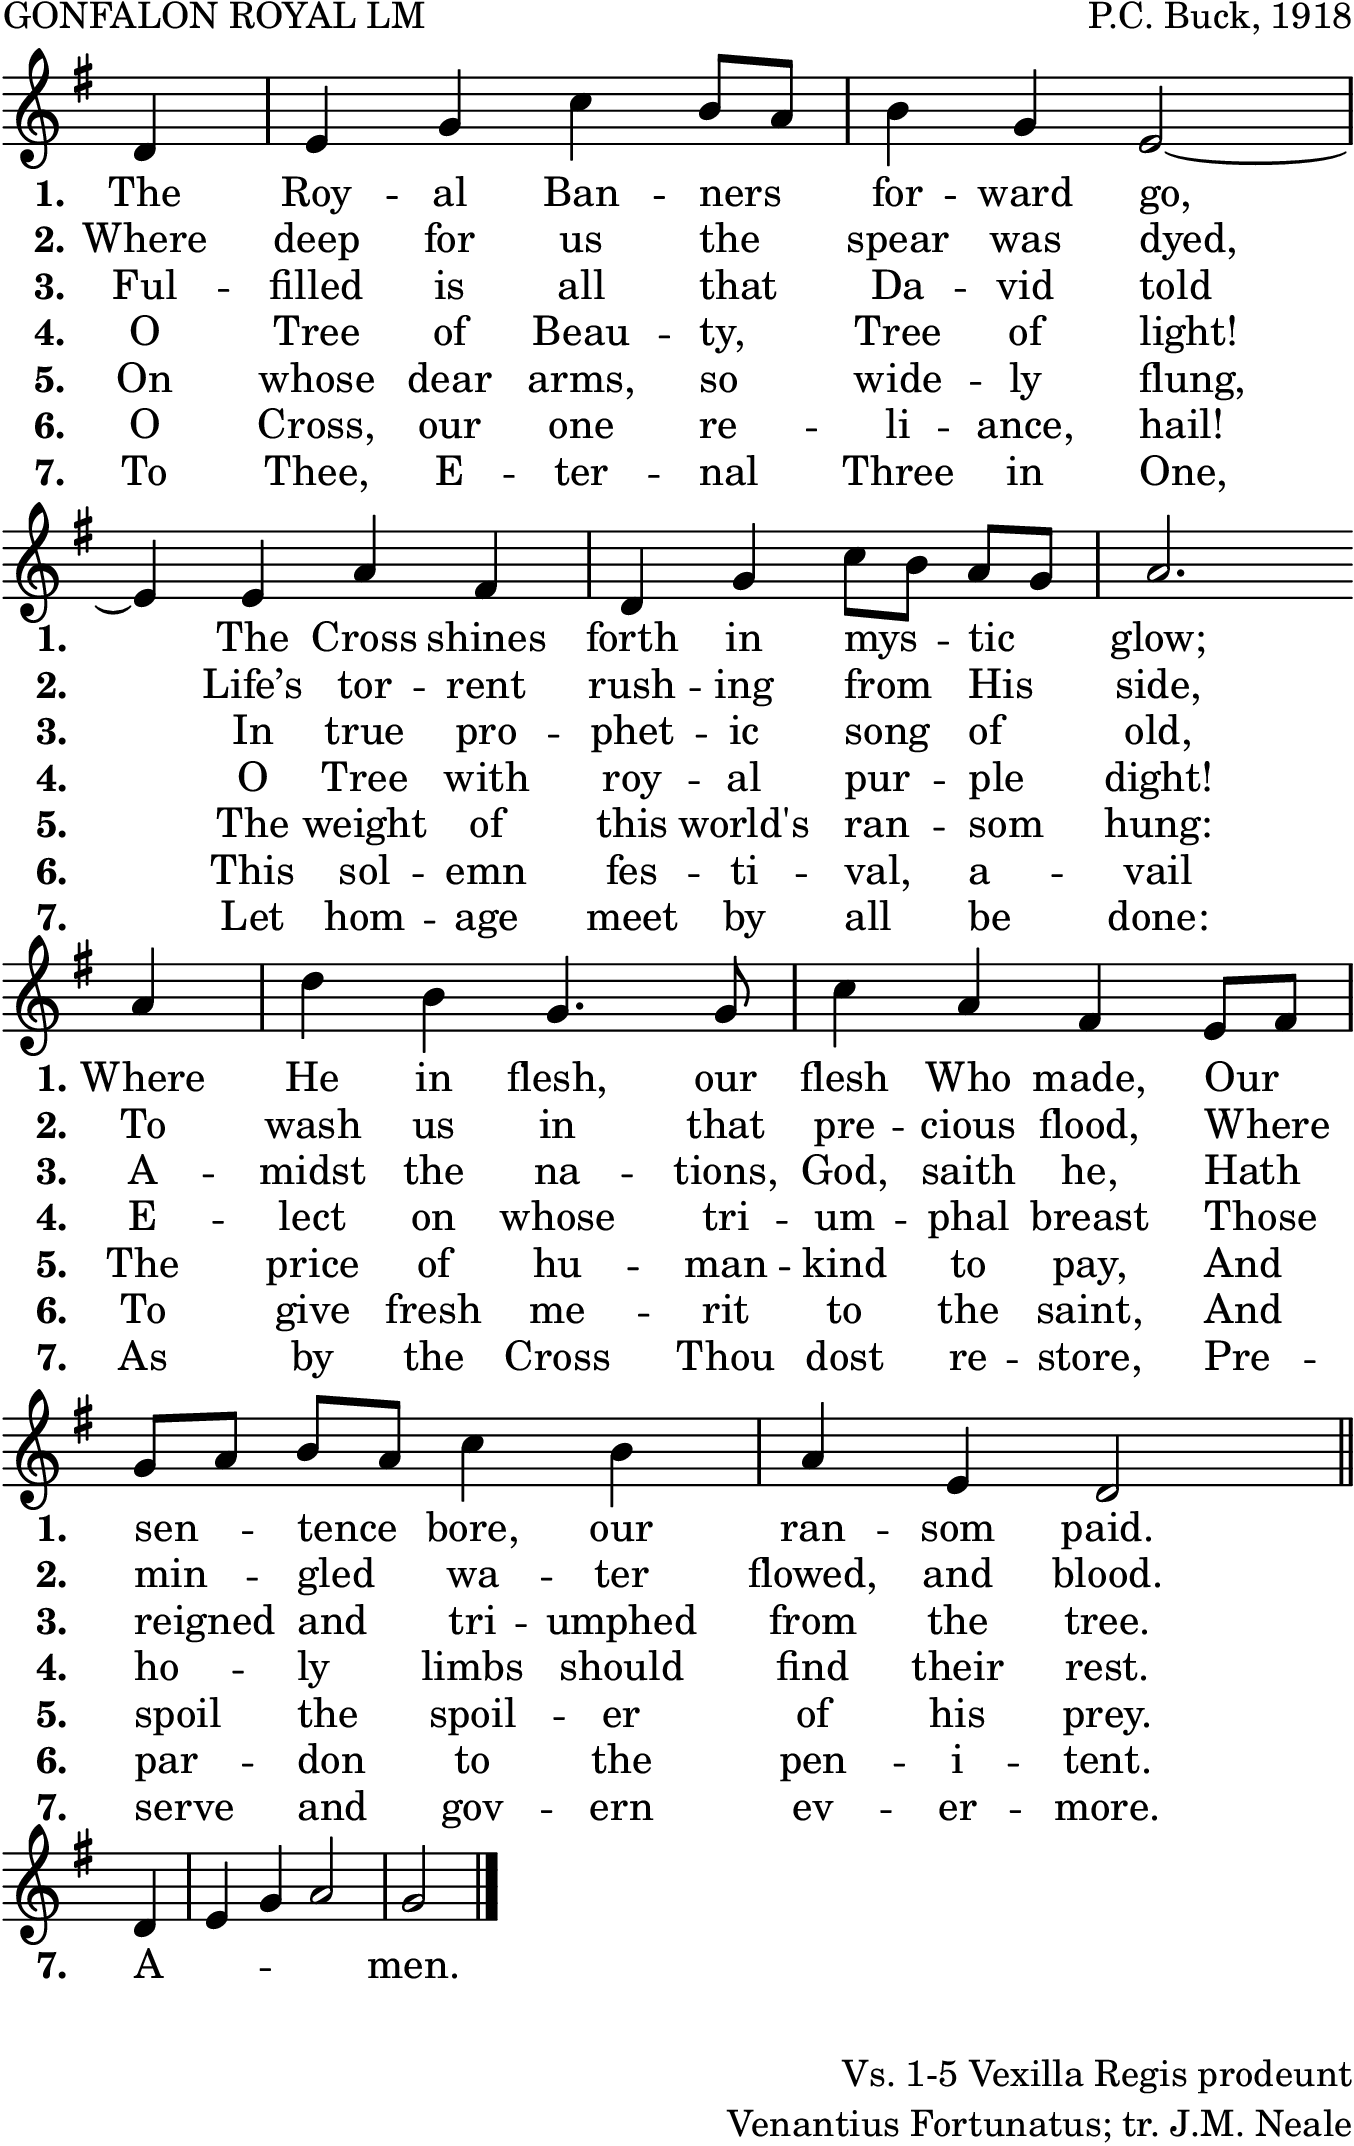 GONFALON ROYAL LM P.C. Buck, 1918
1. The Roy - al Ban - ners for - ward go,
2. Where deep for us the spear was dyed,
3. Ful - filled is all that Da - vid told
4. O Tree of Beau - ty, Tree of light!
5. On whose dear arms, so wide - ly flung,
6. O Cross, our one re - li - ance, hail!
7. To Thee, E - ter - nal Three in One,
1. The Cross shines forth in mys - tic glow;
2. Life’s tor - rent rush - ing from His side,
3. In true pro - phet - ic song of old,
4. O Tree with roy - al pur - ple dight!
5. The weight of this world's ran - som hung:
6. This sol - emn fes - ti - val, a - vail
7. Let hom - age meet by all be done:
1. Where He in flesh, our flesh Who made, Our
2. To wash us in that pre - cious flood, Where
3. A - midst the na - tions, God, saith he, Hath
4. E - lect on whose tri - um - phal breast Those
5. The price of hu - man - kind to pay, And
6. To give fresh me - rit to the saint, And
7. As by the Cross Thou dost re - store, Pre -
1. sen - tence bore, our ran - som paid.
2. min - gled wa - ter flowed, and blood.
3. reigned and tri - umphed from the tree.
4. ho - ly limbs should find their rest.
5. spoil the spoil - er of his prey.
6. par - don to the pen - i - tent.
7. serve and gov - ern ev - er - more.
7. A - men.
Vs. 1-5 Vexilla Regis prodeunt
Venantius Fortunatus; tr. J.M. Neale